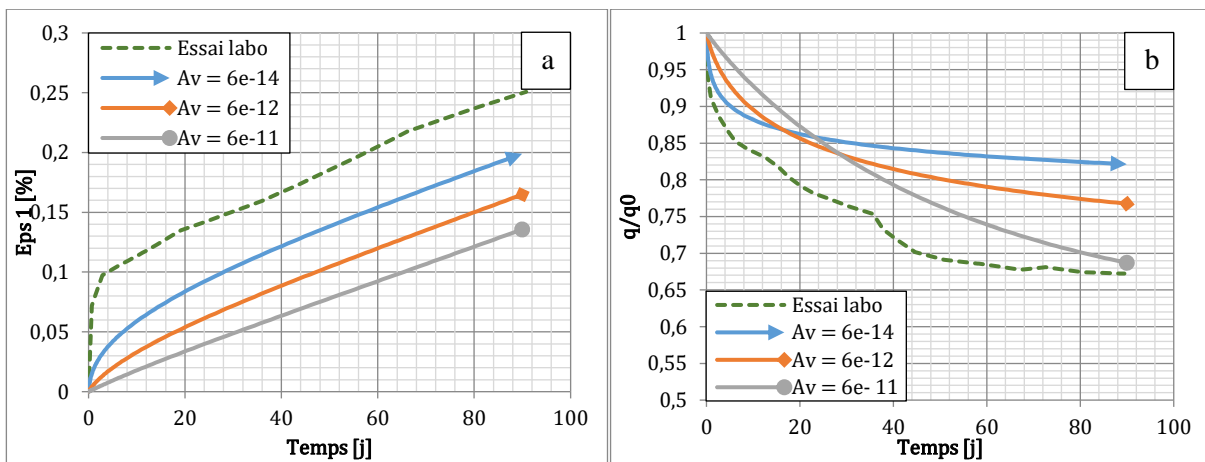 0,3
0,25
0,2
0,15
0,1
0,05
0
Eps 1 [%]
Essai labo
Av = 6e-14
Av = 6e-12
Av = 6e-11
a
0 20 40 60 80 100
Temps [j]
1
0,95
0,9
0,85
0,8
0,75
0,7
0,65
0,6
0,55
0,5
q/q0
b
Essai labo
Av = 6e-14
Av = 6e-12
Av = 6e- 11
0 20 40 60 80 100
Temps [j]